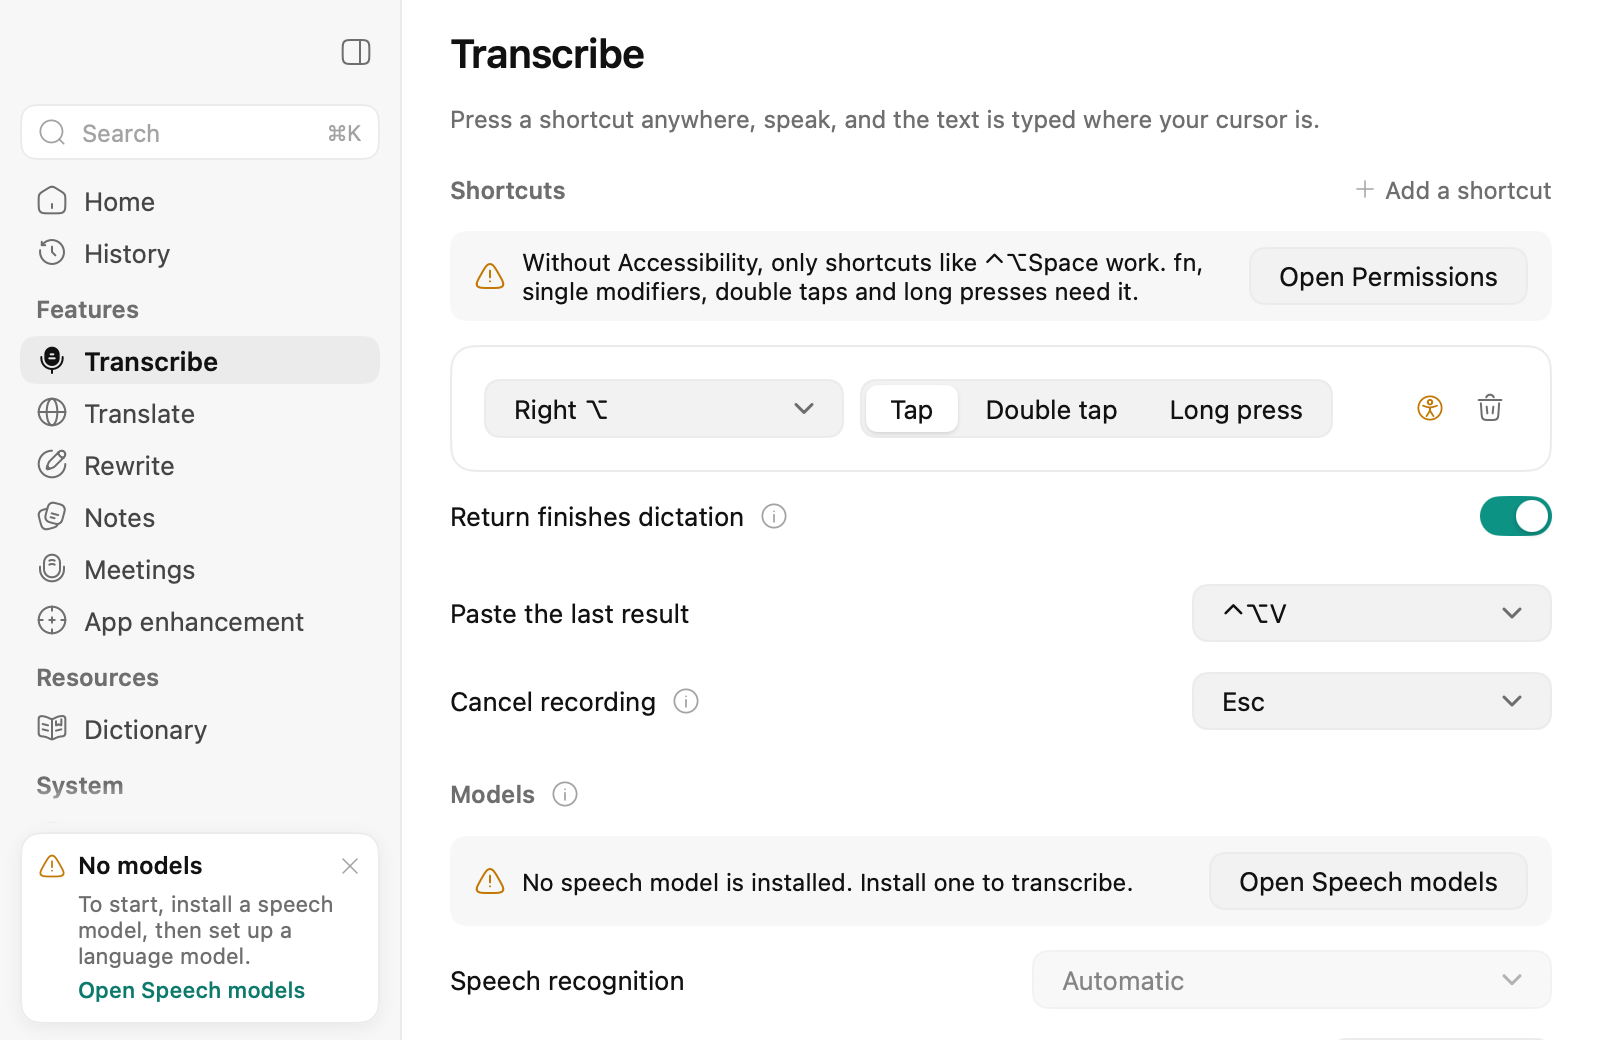 Search ⌘K
Home
History
Features
Transcribe
Translate
Rewrite
Notes
Meetings
App enhancement
Resources
Dictionary
System
No models
To start, install a speech
model, then set up a
language model.
Open Speech models
Transcribe
Press a shortcut anywhere, speak, and the text is typed where your cursor is.
Shortcuts
+ Add a shortcut
Without Accessibility, only shortcuts like ⌃⌥Space work. fn,
single modifiers, double taps and long presses need it.
Open Permissions
Right ⌥
Tap Double tap Long press
Return finishes dictation
Paste the last result
⌃⌥V
Cancel recording
Esc
Models
No speech model is installed. Install one to transcribe.
Open Speech models
Speech recognition
Automatic